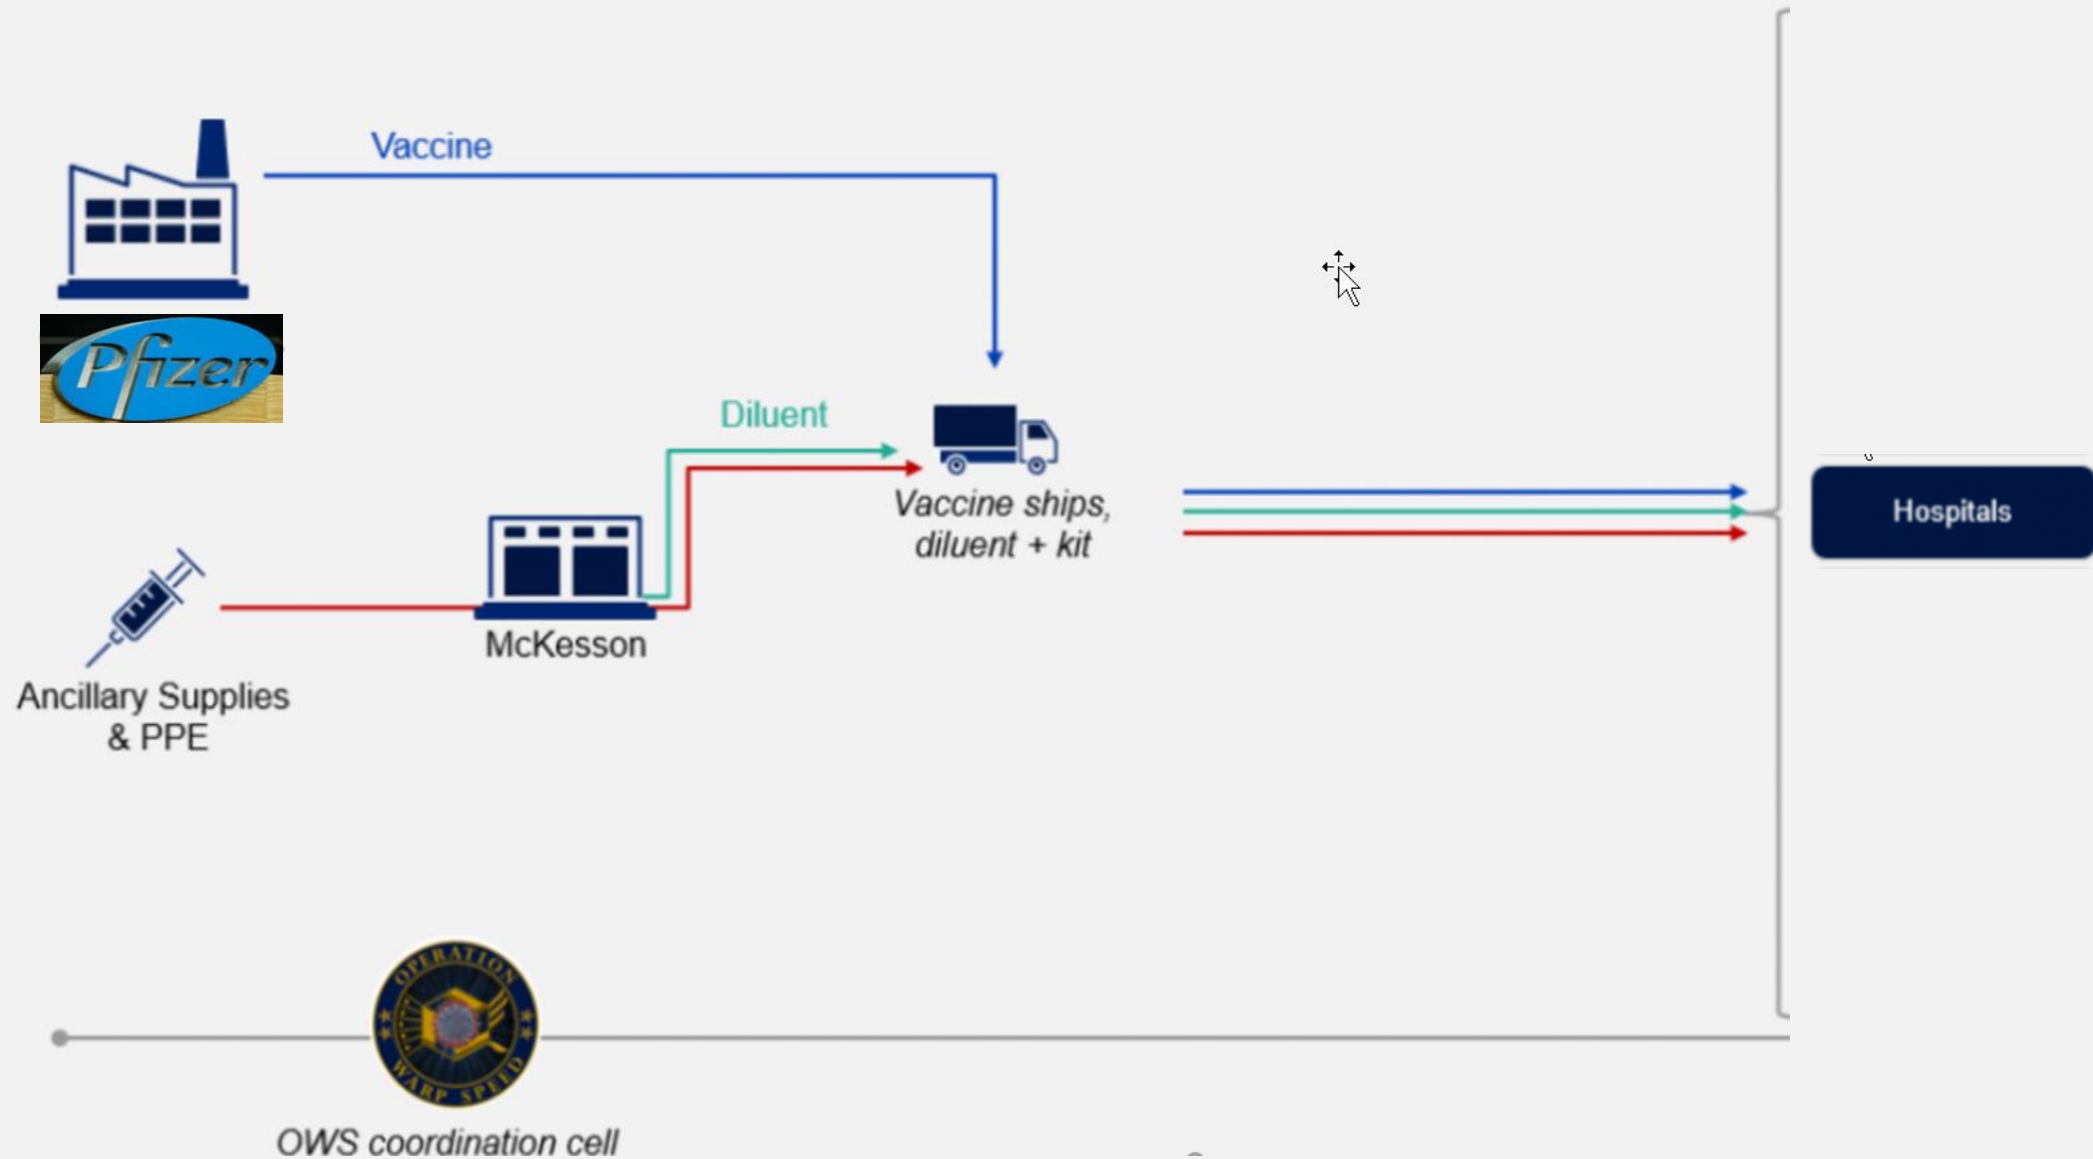 Vaccine
Pfizer
Diluent
Vaccine ships,
diluent + kit
Hospitals
McKesson
Ancillary Supplies
& PPE
OPERATION
WARP SPEED
OWS coordination cell